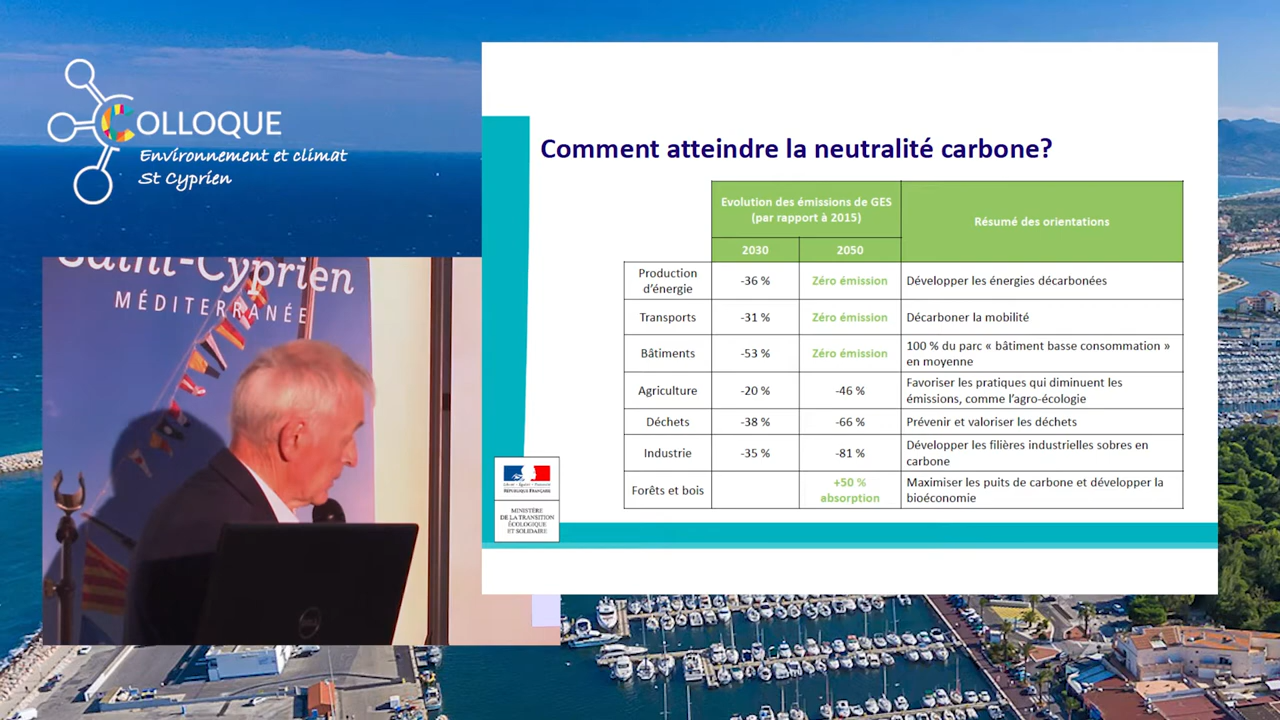 COLLOQUE
Environnement et climat
St Cyprien
Saint-Cyprien
MÉDITERRANÉE
Comment atteindre la neutralité carbone?
Evolution des émissions de GES
(par rapport à 2015)
Résumé des orientations
2030
2050
Production
d'énergie
-36 %
Zéro émission
Développer les énergies décarbonées
Transports
-31 %
Zéro émission
Décarboner la mobilité
Bâtiments
-53 %
Zéro émission
100 % du parc « bâtiment basse consommation »
en moyenne
Agriculture
-20 %
-46 %
Favoriser les pratiques qui diminuent les
émissions, comme l'agro-écologie
Déchets
-38 %
-66 %
Prévenir et valoriser les déchets
Industrie
-35 %
-81 %
Développer les filières industrielles sobres en
carbone
Forêts et bois
+50 %
absorption
Maximiser les puits de carbone et développer la
bioéconomie
Liberté • Égalité • Fraternité
RÉPUBLIQUE FRANÇAISE
MINISTÈRE
DE LA TRANSITION
ÉCOLOGIQUE
ET SOLIDAIRE
DELL